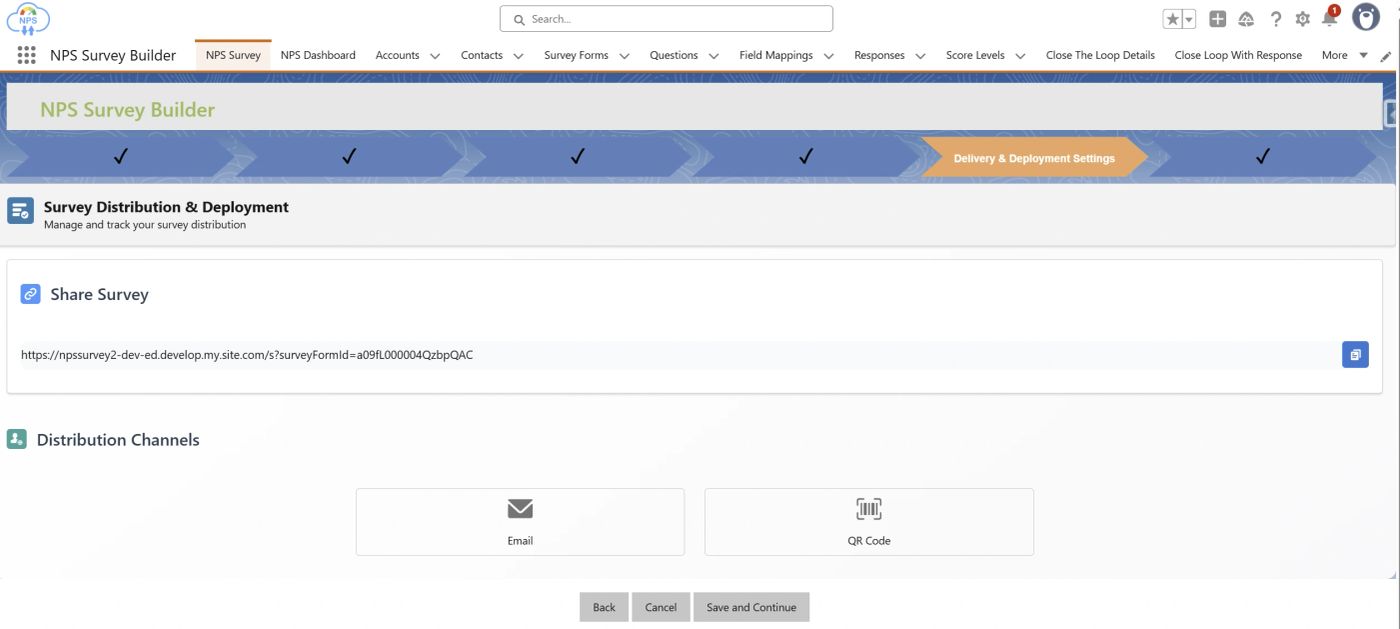 NPS
Search...
1
NPS Survey Builder
NPS Survey
NPS Dashboard
Accounts
Contacts
Survey Forms
Questions
Field Mappings
Responses
Score Levels
Close The Loop Details
Close Loop With Response
More
NPS Survey Builder
Delivery & Deployment Settings
Survey Distribution & Deployment
Manage and track your survey distribution
Share Survey
https://npssurvey2-dev-ed.develop.my.site.com/s?surveyFormId=a09fL000004QzbpQAC
Distribution Channels
Email
QR Code
Back
Cancel
Save and Continue